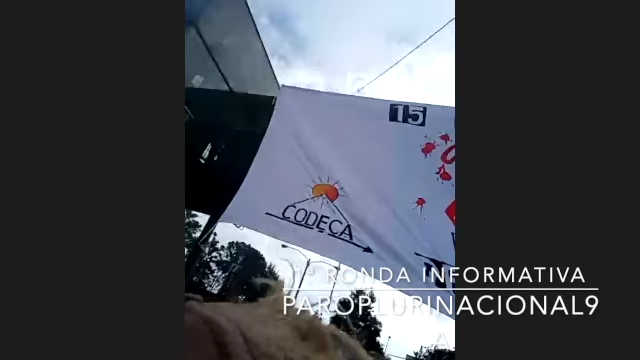 15
CODECA
1ª RONDA INFORMATIVA
PAROPLURINACIONAL9
A